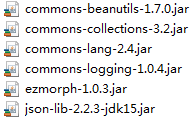 commons-beanutils-1.7.0.jar
commons-collections-3.2.jar
commons-lang-2.4.jar
commons-logging-1.0.4.jar
ezmorph-1.0.3.jar
json-lib-2.2.3-jdk15.jar